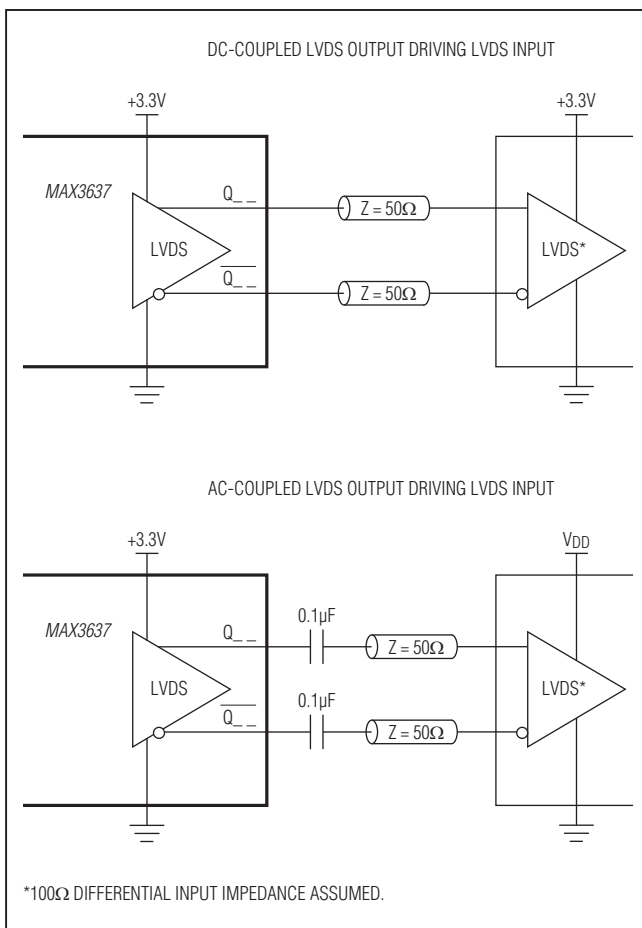 DC-COUPLED LVDS OUTPUT DRIVING LVDS INPUT
+3.3V
+3.3V
MAX3637
Q_ _
Z = 50Ω
LVDS
LVDS*
Q_ _
Z = 50Ω
AC-COUPLED LVDS OUTPUT DRIVING LVDS INPUT
+3.3V
VDD
MAX3637
0.1µF
Q_ _
Z = 50Ω
LVDS
LVDS*
0.1µF
Q_ _
Z = 50Ω
*100Ω DIFFERENTIAL INPUT IMPEDANCE ASSUMED.